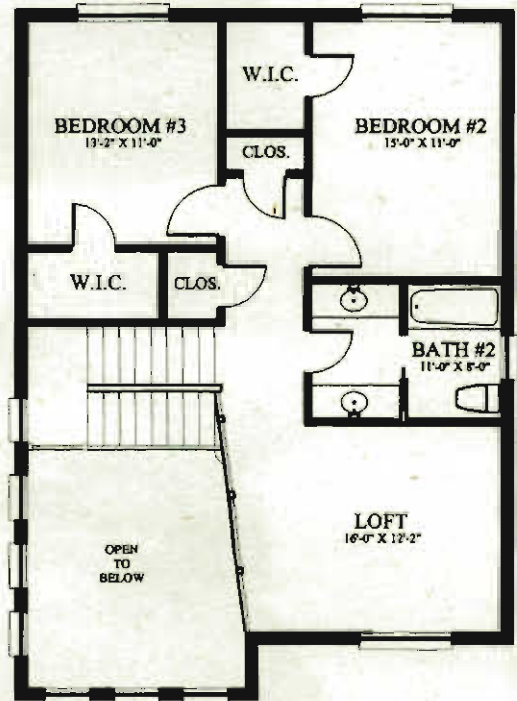 W.I.C.
BEDROOM #3
13'-2" X 11'-0"
BEDROOM #2
15'-0" X 11'-0"
CLOS.
W.I.C.
CLOS.
BATH #2
11'-0" X 8'-0"
LOFT
16'-0" X 12'-2"
OPEN
TO
BELOW